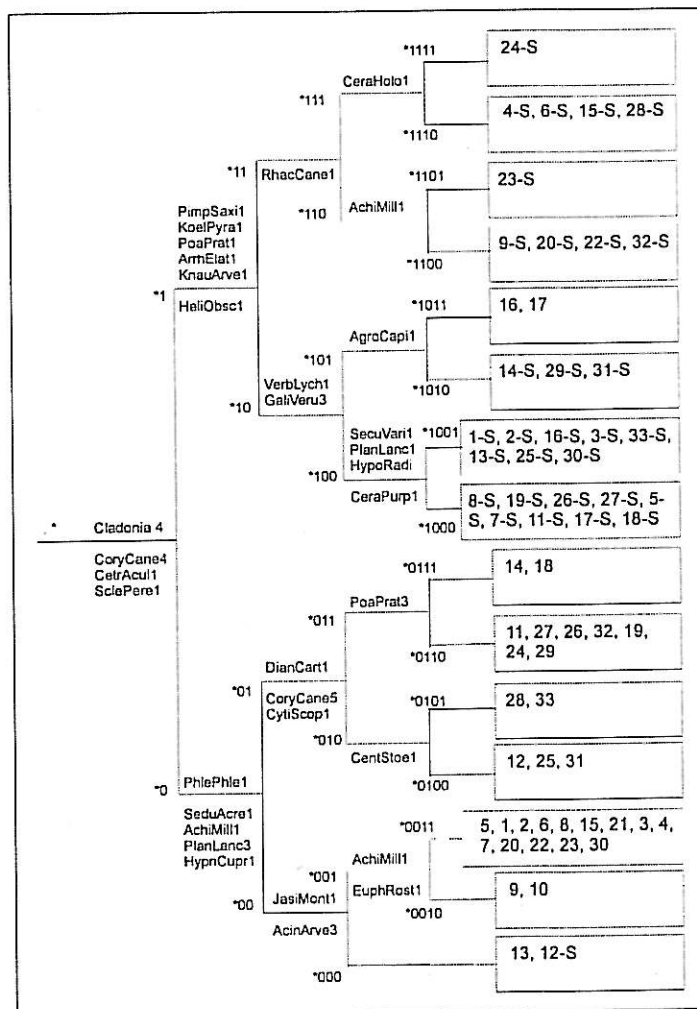 *1111
24-S
CeraHolo1
*111
4-S, 6-S, 15-S, 28-S
*1110
*11
RhacCane1
*1101
23-S
*110
AchiMill1
PimpSaxi1
KoelPyra1
PoaPrat1
ArrhElat1
KnauArve1
9-S, 20-S, 22-S, 32-S
*1100
*1
HeliObsc1
*1011
16, 17
AgroCapi1
*101
14-S, 29-S, 31-S
*1010
*10
VerbLych1
GaliVeru3
SecuVari1
PlanLanc1
HypoRadi
*1001
1-S, 2-S, 16-S, 3-S, 33-S,
13-S, 25-S, 30-S
*100
CeraPurp1
8-S, 19-S, 26-S, 27-S, 5-
S, 7-S, 11-S, 17-S, 18-S
*1000
*
Cladonia 4
CoryCane4
CetrAcul1
SclePere1
*0111
14, 18
PoaPrat3
*011
11, 27, 26, 32, 19,
24, 29
*0110
*01
DianCart1
CoryCane5
CytiScop1
*0101
28, 33
*010
CentStoe1
12, 25, 31
*0100
*0
PhlePhle1
SeduAcre1
AchiMill1
PlanLanc3
HypnCupr1
*0011
5, 1, 2, 6, 8, 15, 21, 3, 4,
7, 20, 22, 23, 30
AchiMill1
*001
EuphRost1
9, 10
*0010
*00
JasiMont1
AcinArve3
13, 12-S
*000